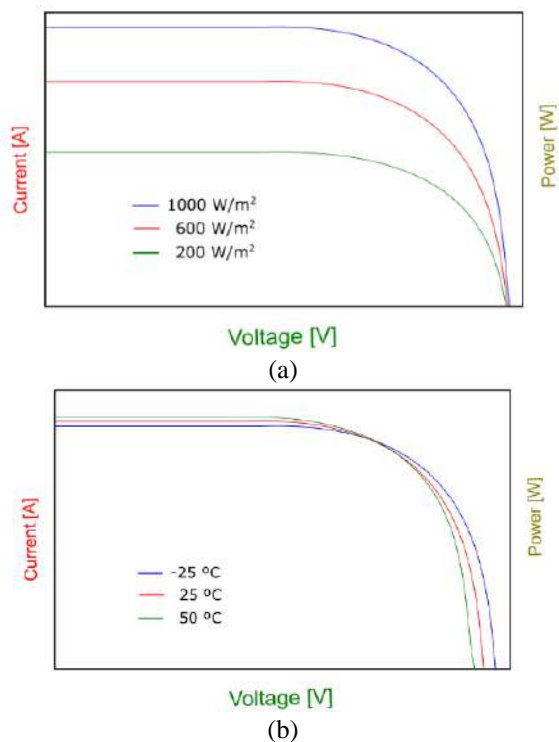 Current [A]
Power [W]
1000 W/m²
600 W/m²
200 W/m²
Voltage [V]
(a)
Current [A]
Power [W]
-25 ºC
25 ºC
50 ºC
Voltage [V]
(b)